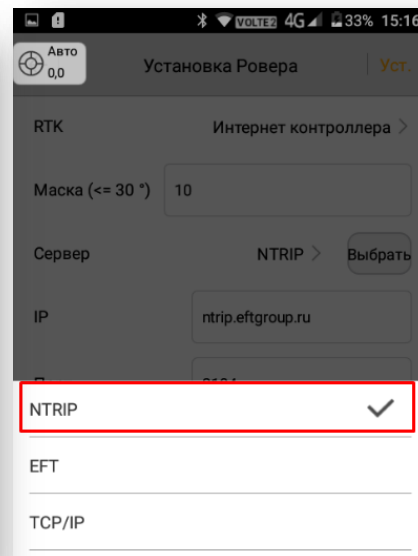 VOLTE2 4G 33% 15:16
Авто
0,0
Установка Ровера Уст.
RTK Интернет контроллера
Маска (<= 30 °) 10
Сервер NTRIP Выбрать
IP ntrip.eftgroup.ru
NTRIP
EFT
TCP/IP